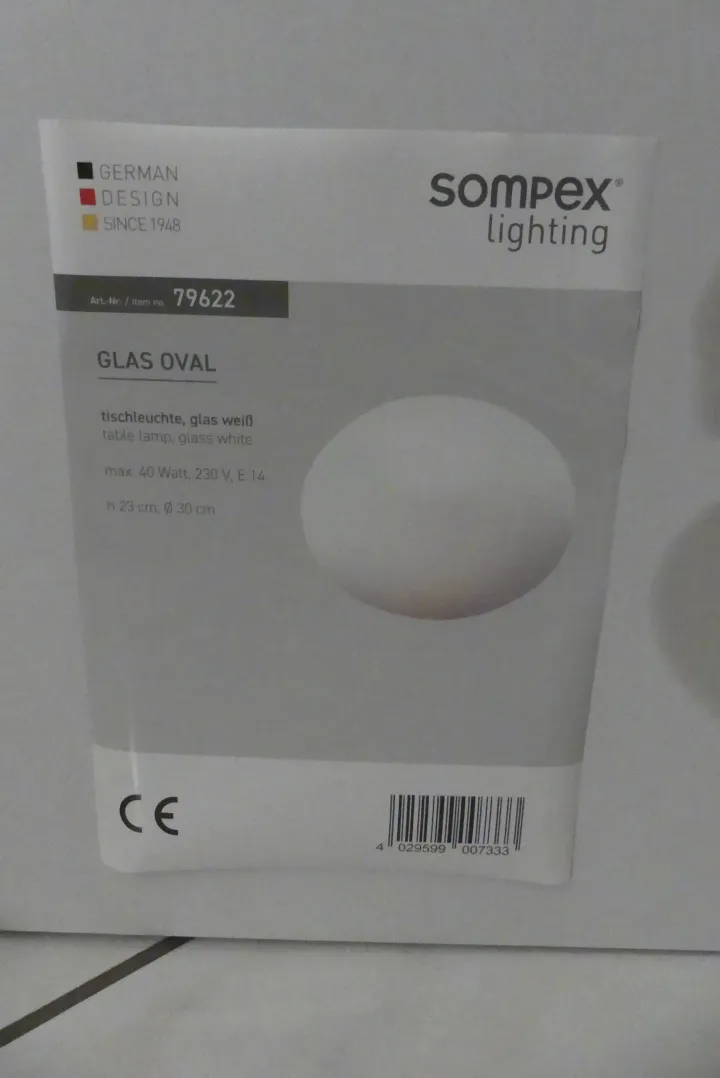 GERMAN
DESIGN
SINCE 1948
sompex®
lighting
Art.-Nr. / item no. 79622
GLAS OVAL
tischleuchte, glas weiß
table lamp, glass white
max. 40 Watt, 230 V, E 14
h 23 cm, Ø 30 cm
CE
4 029599 007333